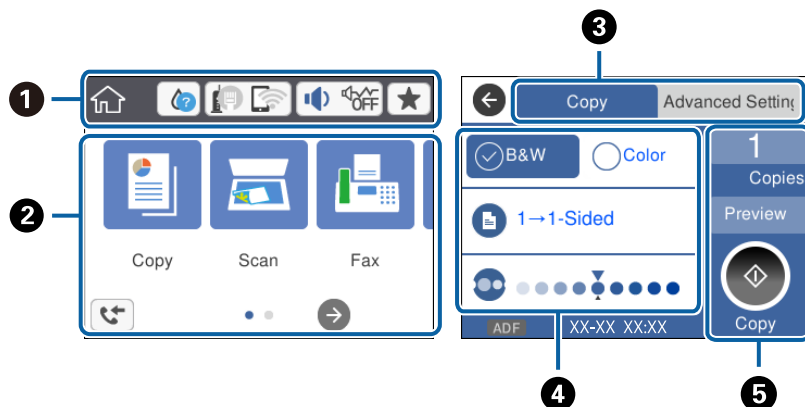 3
1
?
OFF
Copy
Advanced Setting
2
B&W
Color
1
Copies
1→1-Sided
Preview
Copy
Scan
Fax
ADF
XX-XX XX:XX
Copy
4
5